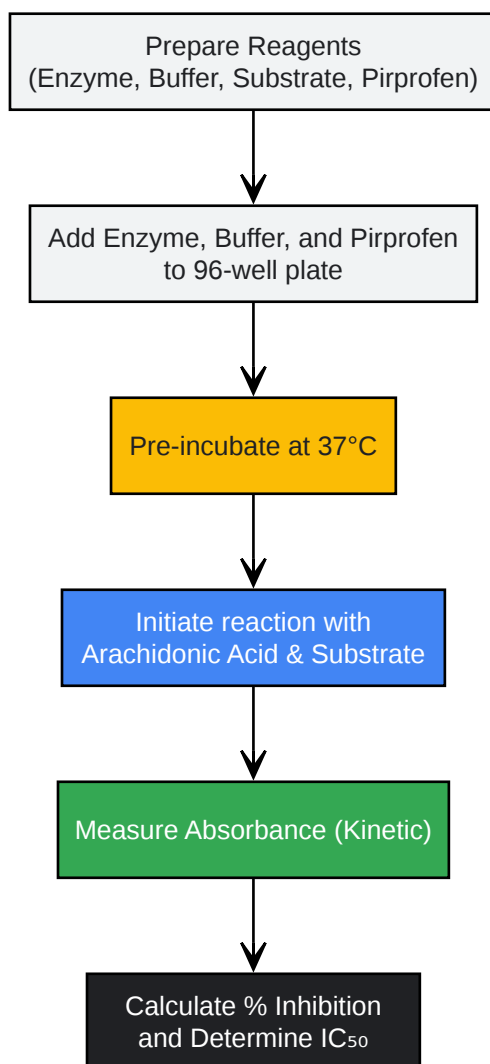 Prepare Reagents
(Enzyme, Buffer, Substrate, Pirprofen)
Add Enzyme, Buffer, and Pirprofen
to 96-well plate
Pre-incubate at 37°C
Initiate reaction with
Arachidonic Acid & Substrate
Measure Absorbance (Kinetic)
Calculate % Inhibition
and Determine IC₅₀